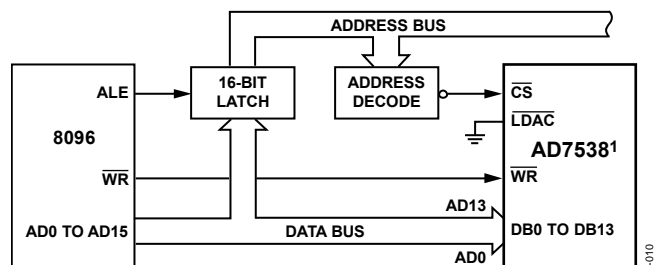 ADDRESS BUS
ALE
16-BIT
LATCH
ADDRESS
DECODE
CS
LDAC
8096
AD7538¹
WR
WR
AD13
AD0 TO AD15
DATA BUS
DB0 TO DB13
AD0
-010